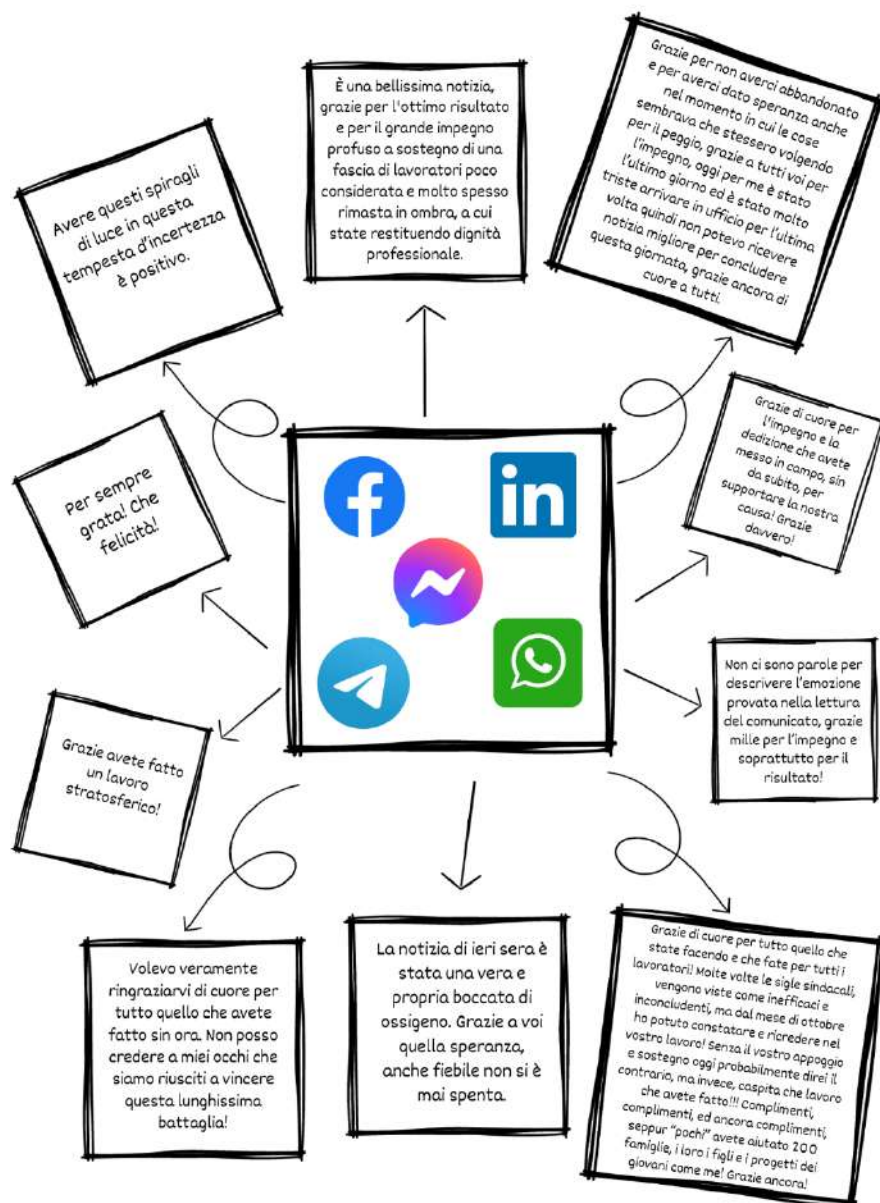 È una bellissima notizia,
grazie per l'ottimo risultato
e per il grande impegno
profuso a sostegno di una
fascia di lavoratori poco
considerata e molto spesso
rimasta in ombra, a cui
state restituendo dignità
professionale.
Grazie per non averci abbandonato
e per averci dato speranza anche
nel momento in cui le cose
sembrava che stessero volgendo
per il peggio, grazie a tutti voi per
l'impegno, oggi per me è stato
l'ultimo giorno ed è stato molto
triste arrivare in ufficio per l'ultima
volta quindi non potevo ricevere
notizia migliore per concludere
questa giornata, grazie ancora di
cuore a tutti.
Avere questi spiragli
di luce in questa
tempesta d'incertezza
è positivo.
Grazie di cuore per
l'impegno e la
dedizione che avete
messo in campo, sin
da subito, per
supportare la nostra
causa! Grazie
davvero!
Per sempre
grata! Che
felicità!
in
Non ci sono parole per
descrivere l'emozione
provata nella lettura
del comunicato, grazie
mille per l'impegno e
soprattutto per il
risultato!
Grazie avete fatto
un lavoro
stratosferico!
Volevo veramente
ringraziarvi di cuore per
tutto quello che avete
fatto sin ora. Non posso
credere a miei occhi che
siamo riusciti a vincere
questa lunghissima
battaglia!
La notizia di ieri sera è
stata una vera e
propria boccata di
ossigeno. Grazie a voi
quella speranza,
anche fiebile non si è
mai spenta.
Grazie di cuore per tutto quello che
state facendo e che fate per tutti i
lavoratori! Molte volte le sigle sindacali,
vengono viste come inefficaci e
inconcludenti, ma dal mese di ottobre
ho potuto constatare e ricredere nel
vostro lavoro! Senza il vostro appoggio
e sostegno oggi probabilmente direi il
contrario, ma invece, caspita che lavoro
che avete fatto!!! Complimenti,
complimenti, ed ancora complimenti,
seppur "pochi" avete aiutato 200
famiglie, i loro i figli e i progetti dei
giovani come me! Grazie ancora!